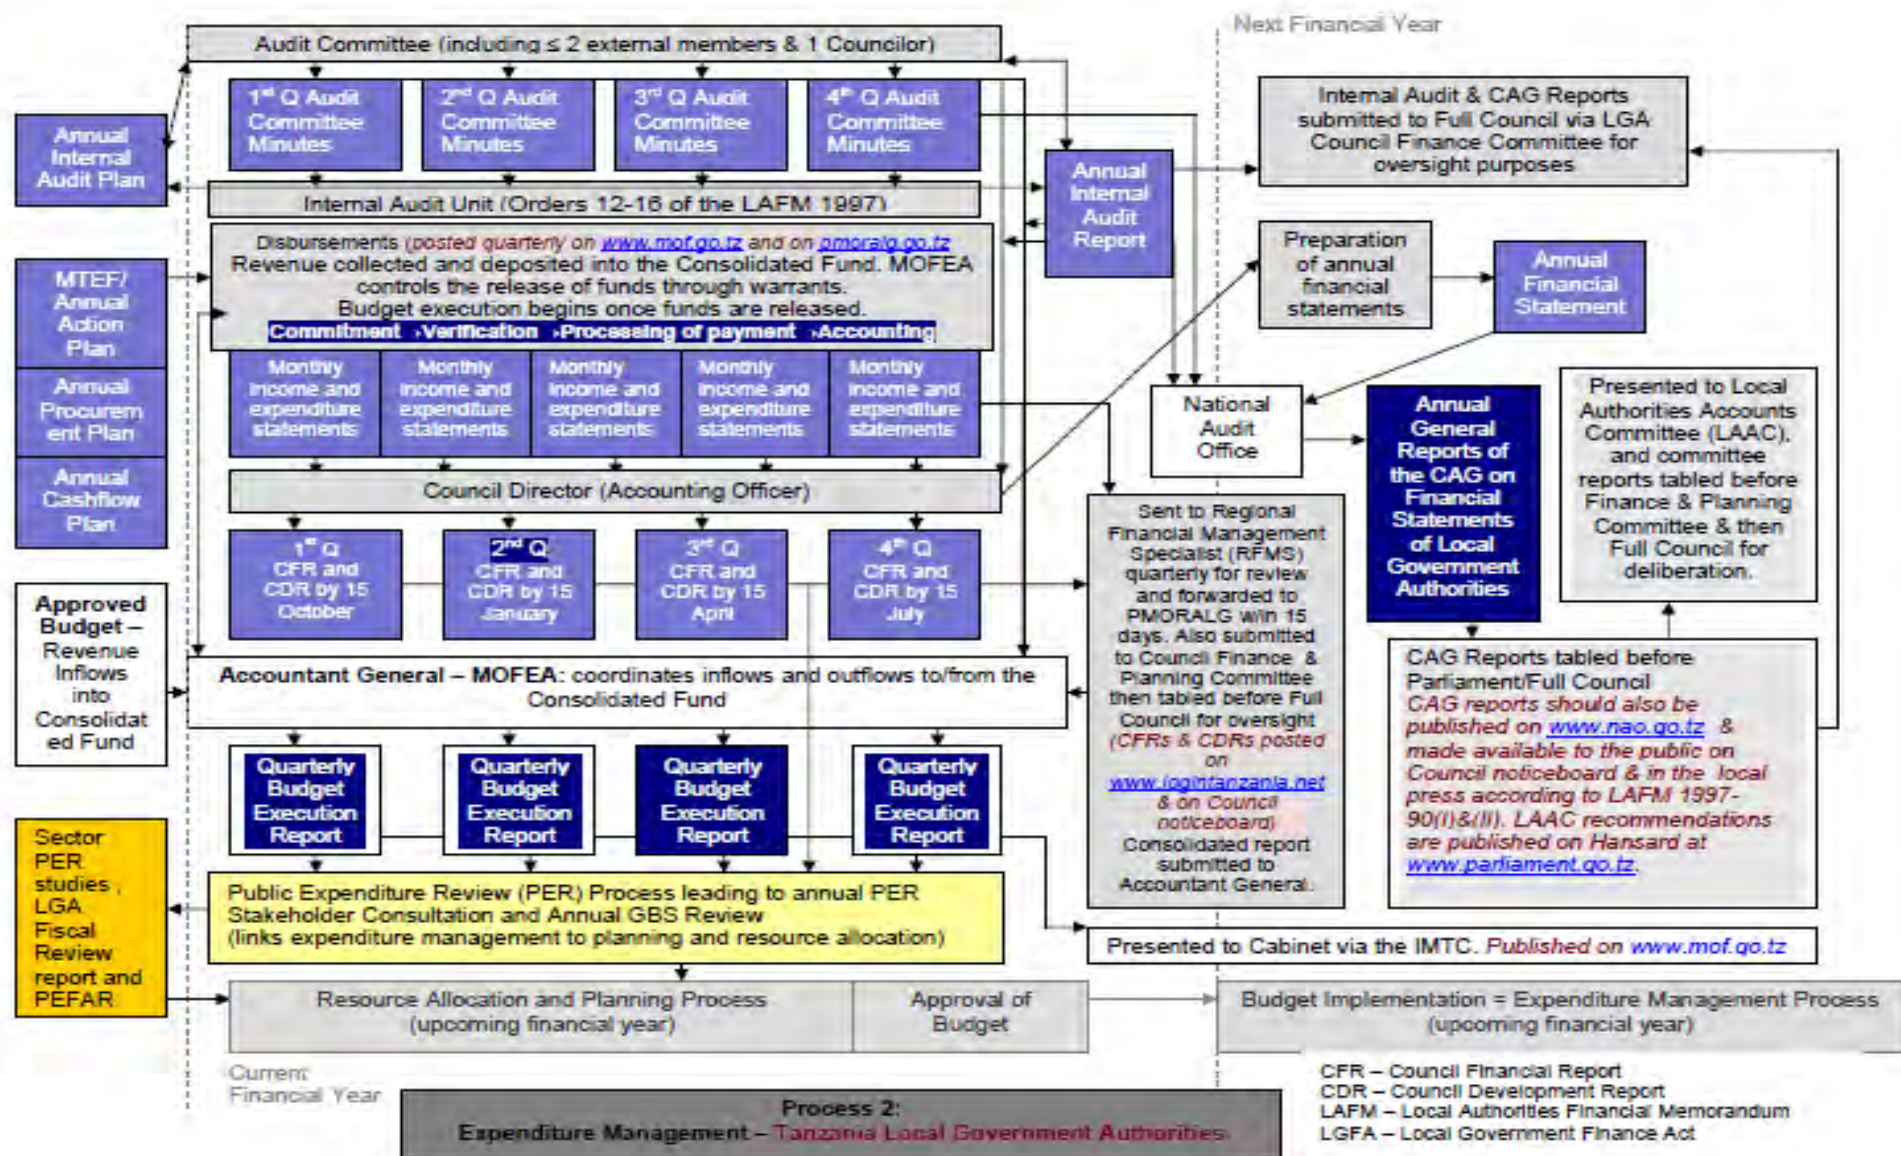 Next Financial Year
Audit Committee (including ≤ 2 external members & 1 Councilor)
1st Q Audit
Committee
Minutes
2nd Q Audit
Committee
Minutes
3rd Q Audit
Committee
Minutes
4th Q Audit
Committee
Minutes
Annual
Internal
Audit Plan
Internal Audit Unit (Orders 12-16 of the LAFM 1997)
Annual
Internal
Audit
Report
Internal Audit & CAG Reports
submitted to Full Council via LGA
Council Finance Committee for
oversight purposes
Disbursements (posted quarterly on www.mof.go.tz and on pmoralg.go.tz
Revenue collected and deposited into the Consolidated Fund. MOFEA
controls the release of funds through warrants.
Budget execution begins once funds are released.
Commitment →Verification →Processing of payment →Accounting
MTEF/
Annual
Action
Plan
Annual
Procurem
ent Plan
Annual
Cashflow
Plan
Preparation
of annual
financial
statements
Annual
Financial
Statement
Monthly
income and
expenditure
statements
Monthly
income and
expenditure
statements
Monthly
income and
expenditure
statements
Monthly
income and
expenditure
statements
Monthly
income and
expenditure
statements
National
Audit
Office
Annual
General
Reports of
the CAG on
Financial
Statements
of Local
Government
Authorities
Presented to Local
Authorities Accounts
Committee (LAAC),
and committee
reports tabled before
Finance & Planning
Committee & then
Full Council for
deliberation.
Council Director (Accounting Officer)
1st Q
CFR and
CDR by 15
October
2nd Q
CFR and
CDR by 15
January
3rd Q
CFR and
CDR by 15
April
4th Q
CFR and
CDR by 15
July
Sent to Regional
Financial Management
Specialist (RFMS)
quarterly for review
and forwarded to
PMORALG w/in 15
days. Also submitted
to Council Finance &
Planning Committee
then tabled before Full
Council for oversight
(CFRs & CDRs posted
on
www.logintanzania.net
& on Council
noticeboard)
Consolidated report
submitted to
Accountant General.
Approved
Budget –
Revenue
Inflows
into
Consolidat
ed Fund
Accountant General – MOFEA: coordinates inflows and outflows to/from the
Consolidated Fund
CAG Reports tabled before
Parliament/Full Council
CAG reports should also be
published on www.nao.go.tz &
made available to the public on
Council noticeboard & in the local
press according to LAFM 1997-
90(i)&(ii). LAAC recommendations
are published on Hansard at
www.parliament.go.tz.
Quarterly
Budget
Execution
Report
Quarterly
Budget
Execution
Report
Quarterly
Budget
Execution
Report
Quarterly
Budget
Execution
Report
Sector
PER
studies ,
LGA
Fiscal
Review
report and
PEFAR
Public Expenditure Review (PER) Process leading to annual PER
Stakeholder Consultation and Annual GBS Review
(links expenditure management to planning and resource allocation)
Presented to Cabinet via the IMTC. Published on www.mof.go.tz
Resource Allocation and Planning Process
(upcoming financial year)
Approval of
Budget
Budget Implementation = Expenditure Management Process
(upcoming financial year)
Current
Financial Year
Process 2:
Expenditure Management – Tanzania Local Government Authorities
CFR – Council Financial Report
CDR – Council Development Report
LAFM – Local Authorities Financial Memorandum
LGFA – Local Government Finance Act